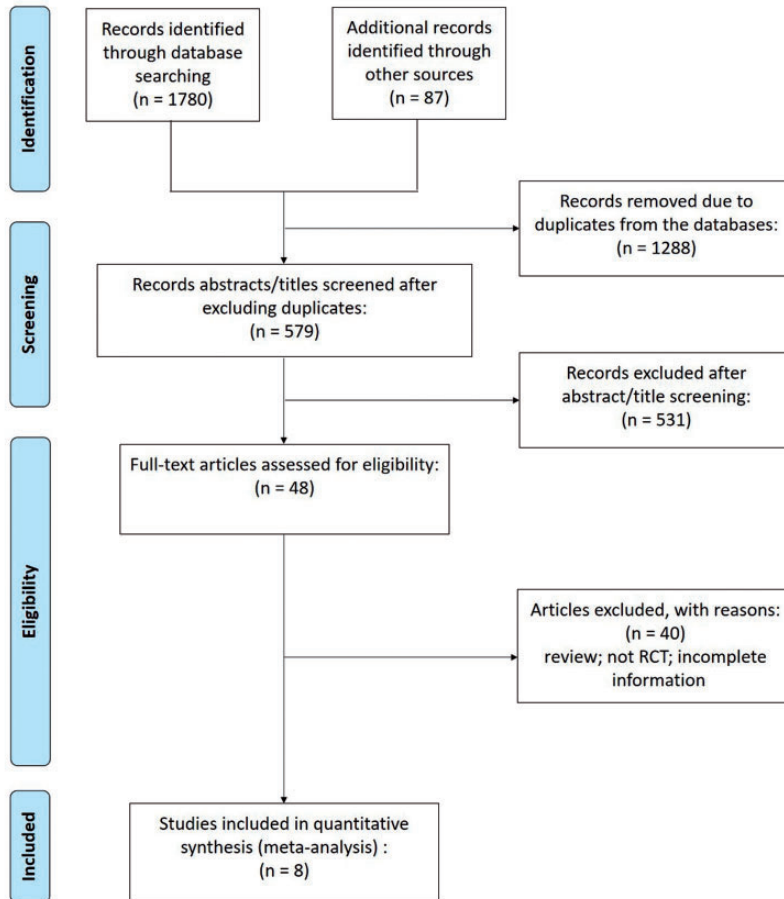 Identification
Records identified
through database
searching
(n = 1780)
Additional records
identified through
other sources
(n = 87)
Records removed due to
duplicates from the databases:
(n = 1288)
Screening
Records abstracts/titles screened after
excluding duplicates:
(n = 579)
Records excluded after
abstract/title screening:
(n = 531)
Eligibility
Full-text articles assessed for eligibility:
(n = 48)
Articles excluded, with reasons:
(n = 40)
review; not RCT; incomplete
information
Included
Studies included in quantitative
synthesis (meta-analysis) :
(n = 8)